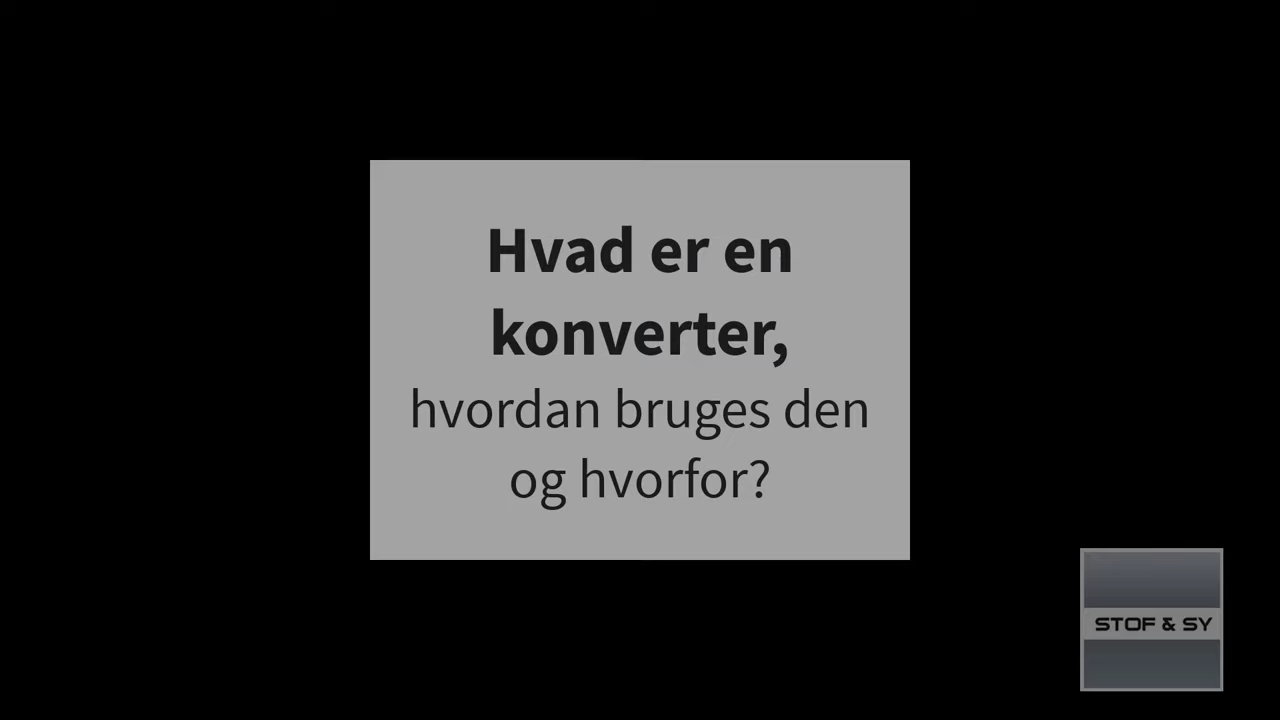 Hvad er en
konverter,
hvordan bruges den
og hvorfor?
STOF & SY